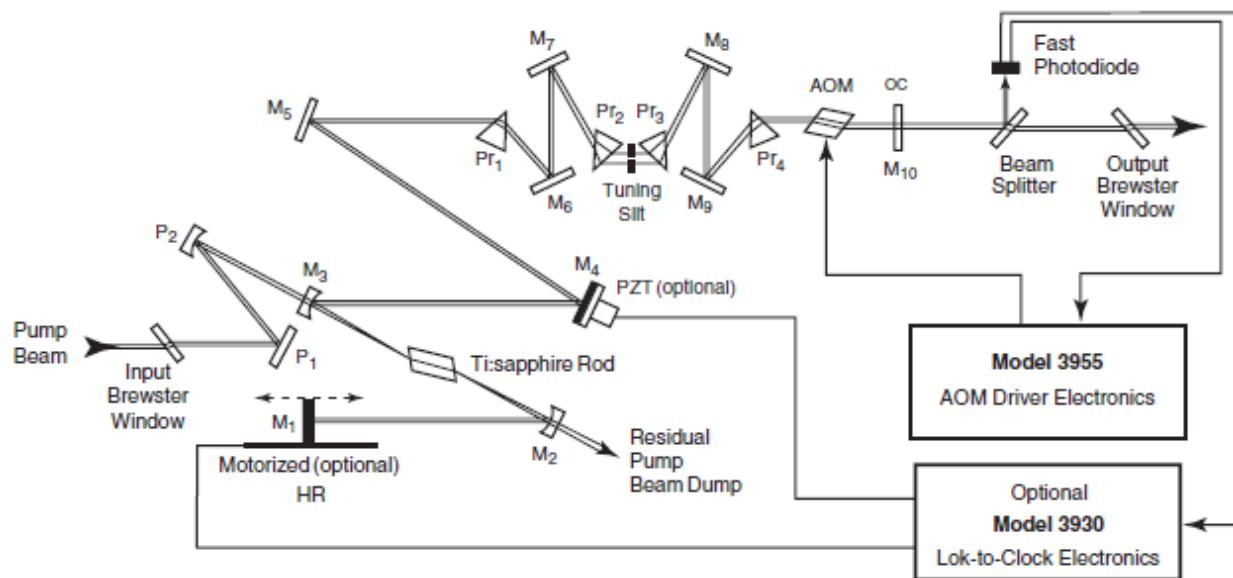 M7
M8
Fast
Photodiode
M5
Pr2
Pr3
AOM
OC
Pr1
M6
Tuning
Slit
M9
Pr4
M10
Beam
Splitter
Output
Brewster
Window
P2
M3
M4
PZT (optional)
Pump
Beam
Input
Brewster
Window
P1
Ti:sapphire Rod
Model 3955
AOM Driver Electronics
M1
Motorized (optional)
HR
M2
Residual
Pump
Beam Dump
Optional
Model 3930
Lok-to-Clock Electronics